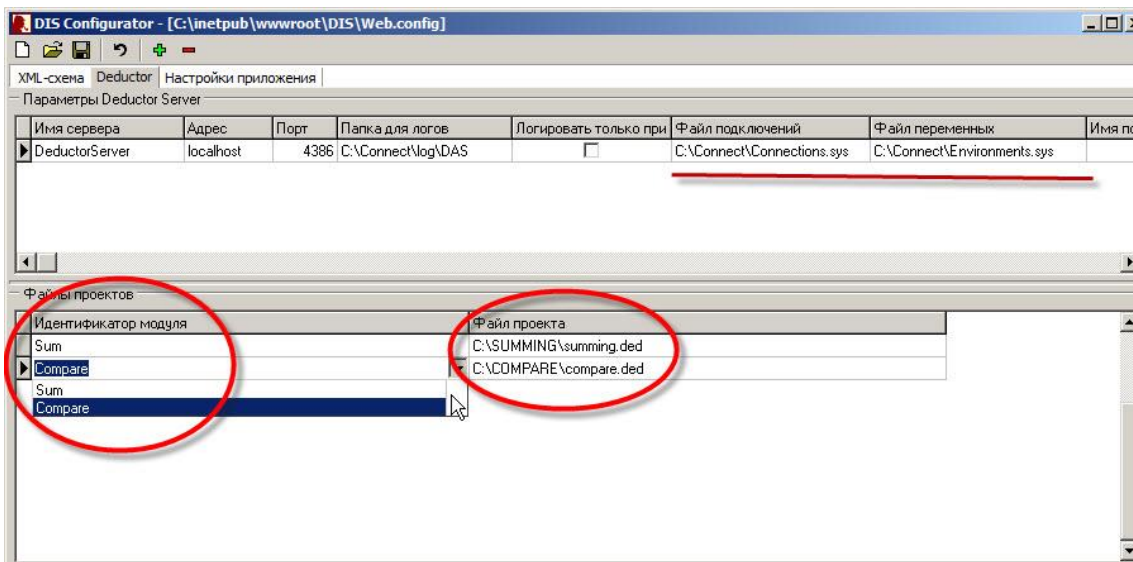 DIS Configurator - [C:\inetpub\wwwroot\DIS\Web.config]
XML-схема Deductor Настройки приложения
Параметры Deductor Server
Имя сервера Адрес Порт Папка для логов Логировать только при Файл подключений Файл переменных Имя
DeductorServer localhost 4386 C:\Connect\log\DAS C:\Connect\Connections.sys C:\Connect\Environments.sys
Файлы проектов
Идентификатор модуля Файл проекта
Sum C:\SUMMING\summing.ded
Compare C:\COMPARE\compare.ded
Sum
Compare